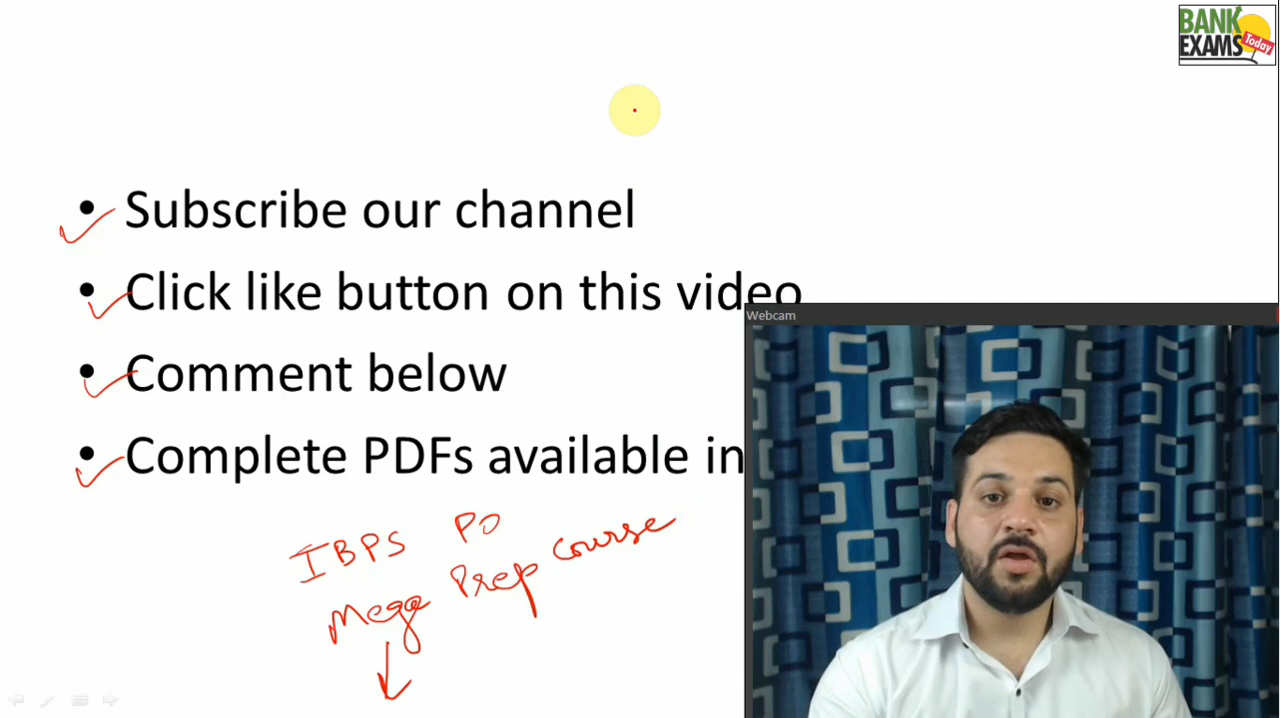 BANK
EXAMS
Today
• Subscribe our channel
• Click like button on this video
Webcam
• Comment below
• Complete PDFs available in
IBPS PO
Mega Prep course